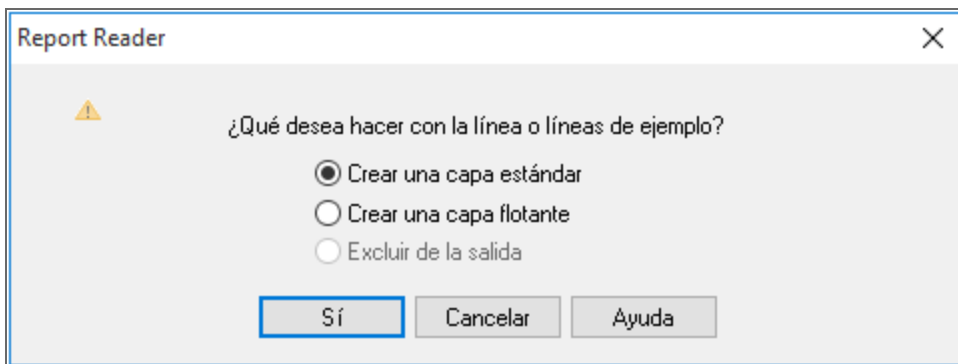 Report Reader
¿Qué desea hacer con la línea o líneas de ejemplo?
Crear una capa estándar
Crear una capa flotante
Excluir de la salida
Sí Cancelar Ayuda